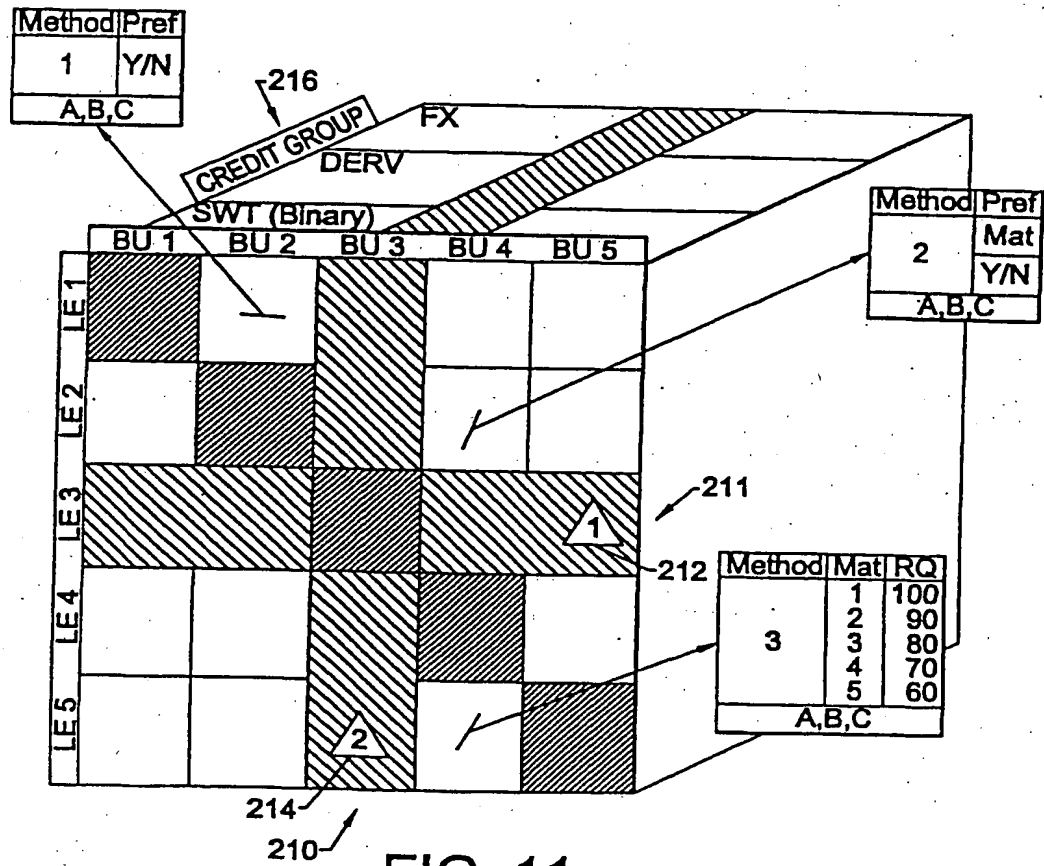 Method Pref
1 Y/N
A,B,C
216
CREDIT GROUP
FX
DERV
SWT (Binary)
BU 1 BU 2 BU 3 BU 4 BU 5
LE 1
LE 2
LE 3
LE 4
LE 5
Method Pref
2 Mat
Y/N
A,B,C
1
211
212
Method Mat RQ
3
1 100
2 90
3 80
4 70
5 60
A,B,C
2
214
210
FIG. 11